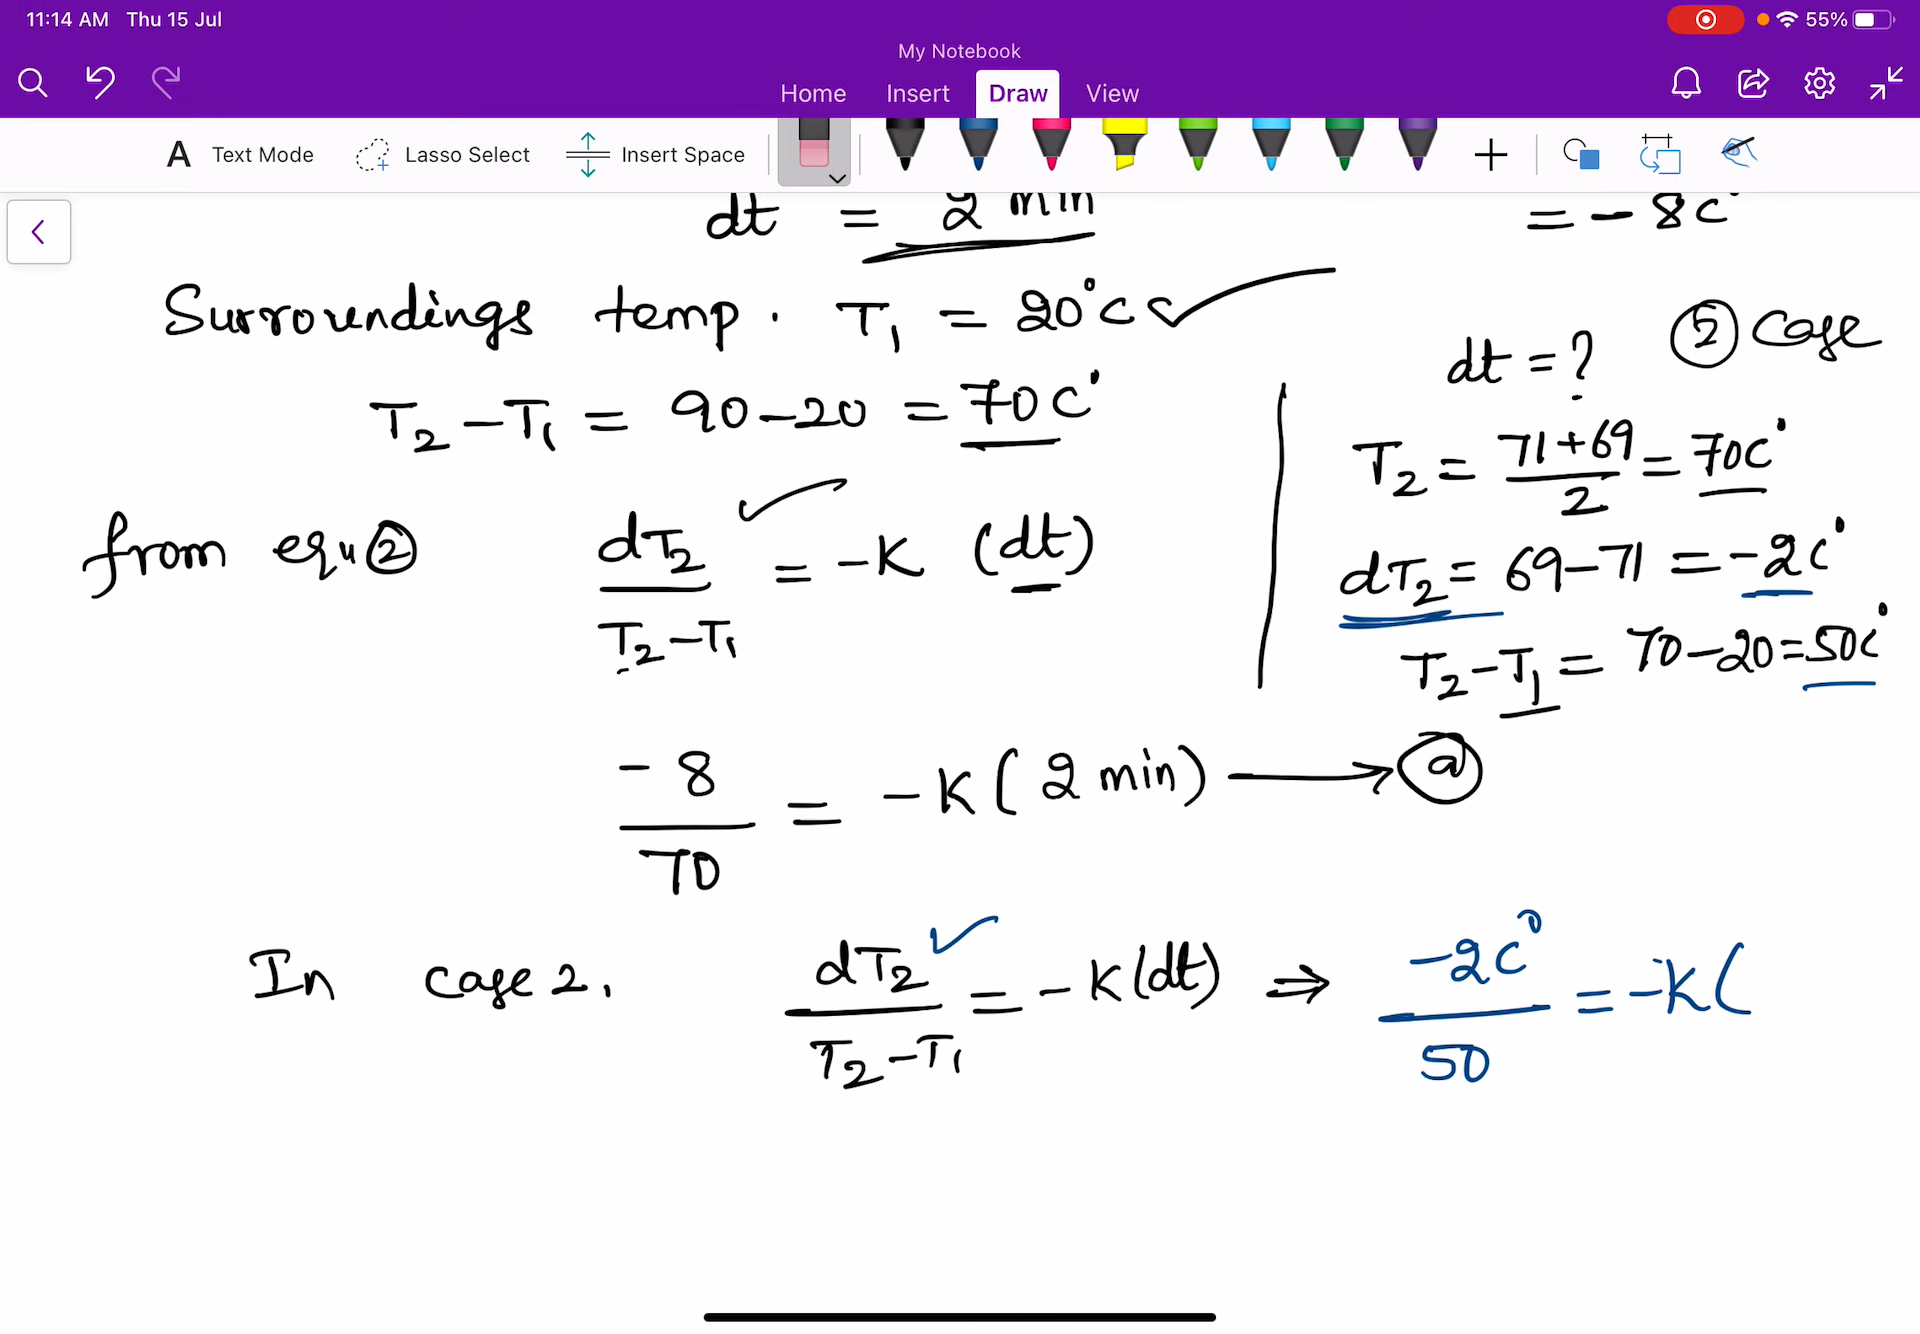 11:14 AM Thu 15 Jul
55%
My Notebook
Home Insert Draw View
A Text Mode Lasso Select Insert Space
dt = 2 min
= - 8C°
Surroundings temp. T₁ = 20°C
② Case
dt = ?
T₂ - T₁ = 90-20 = 70C°
T₂ = 71+69/2 = 70C°
from equ② dT₂/T₂-T₁ = -K (dt)
dT₂ = 69-71 = -2C°
T₂-T₁ = 70-20 = 50C°
-8/70 = -K( 2 min) → ⓐ
In case 2, dT₂/T₂-T₁ = -K(dt) ⇒ -2C°/50 = -K(